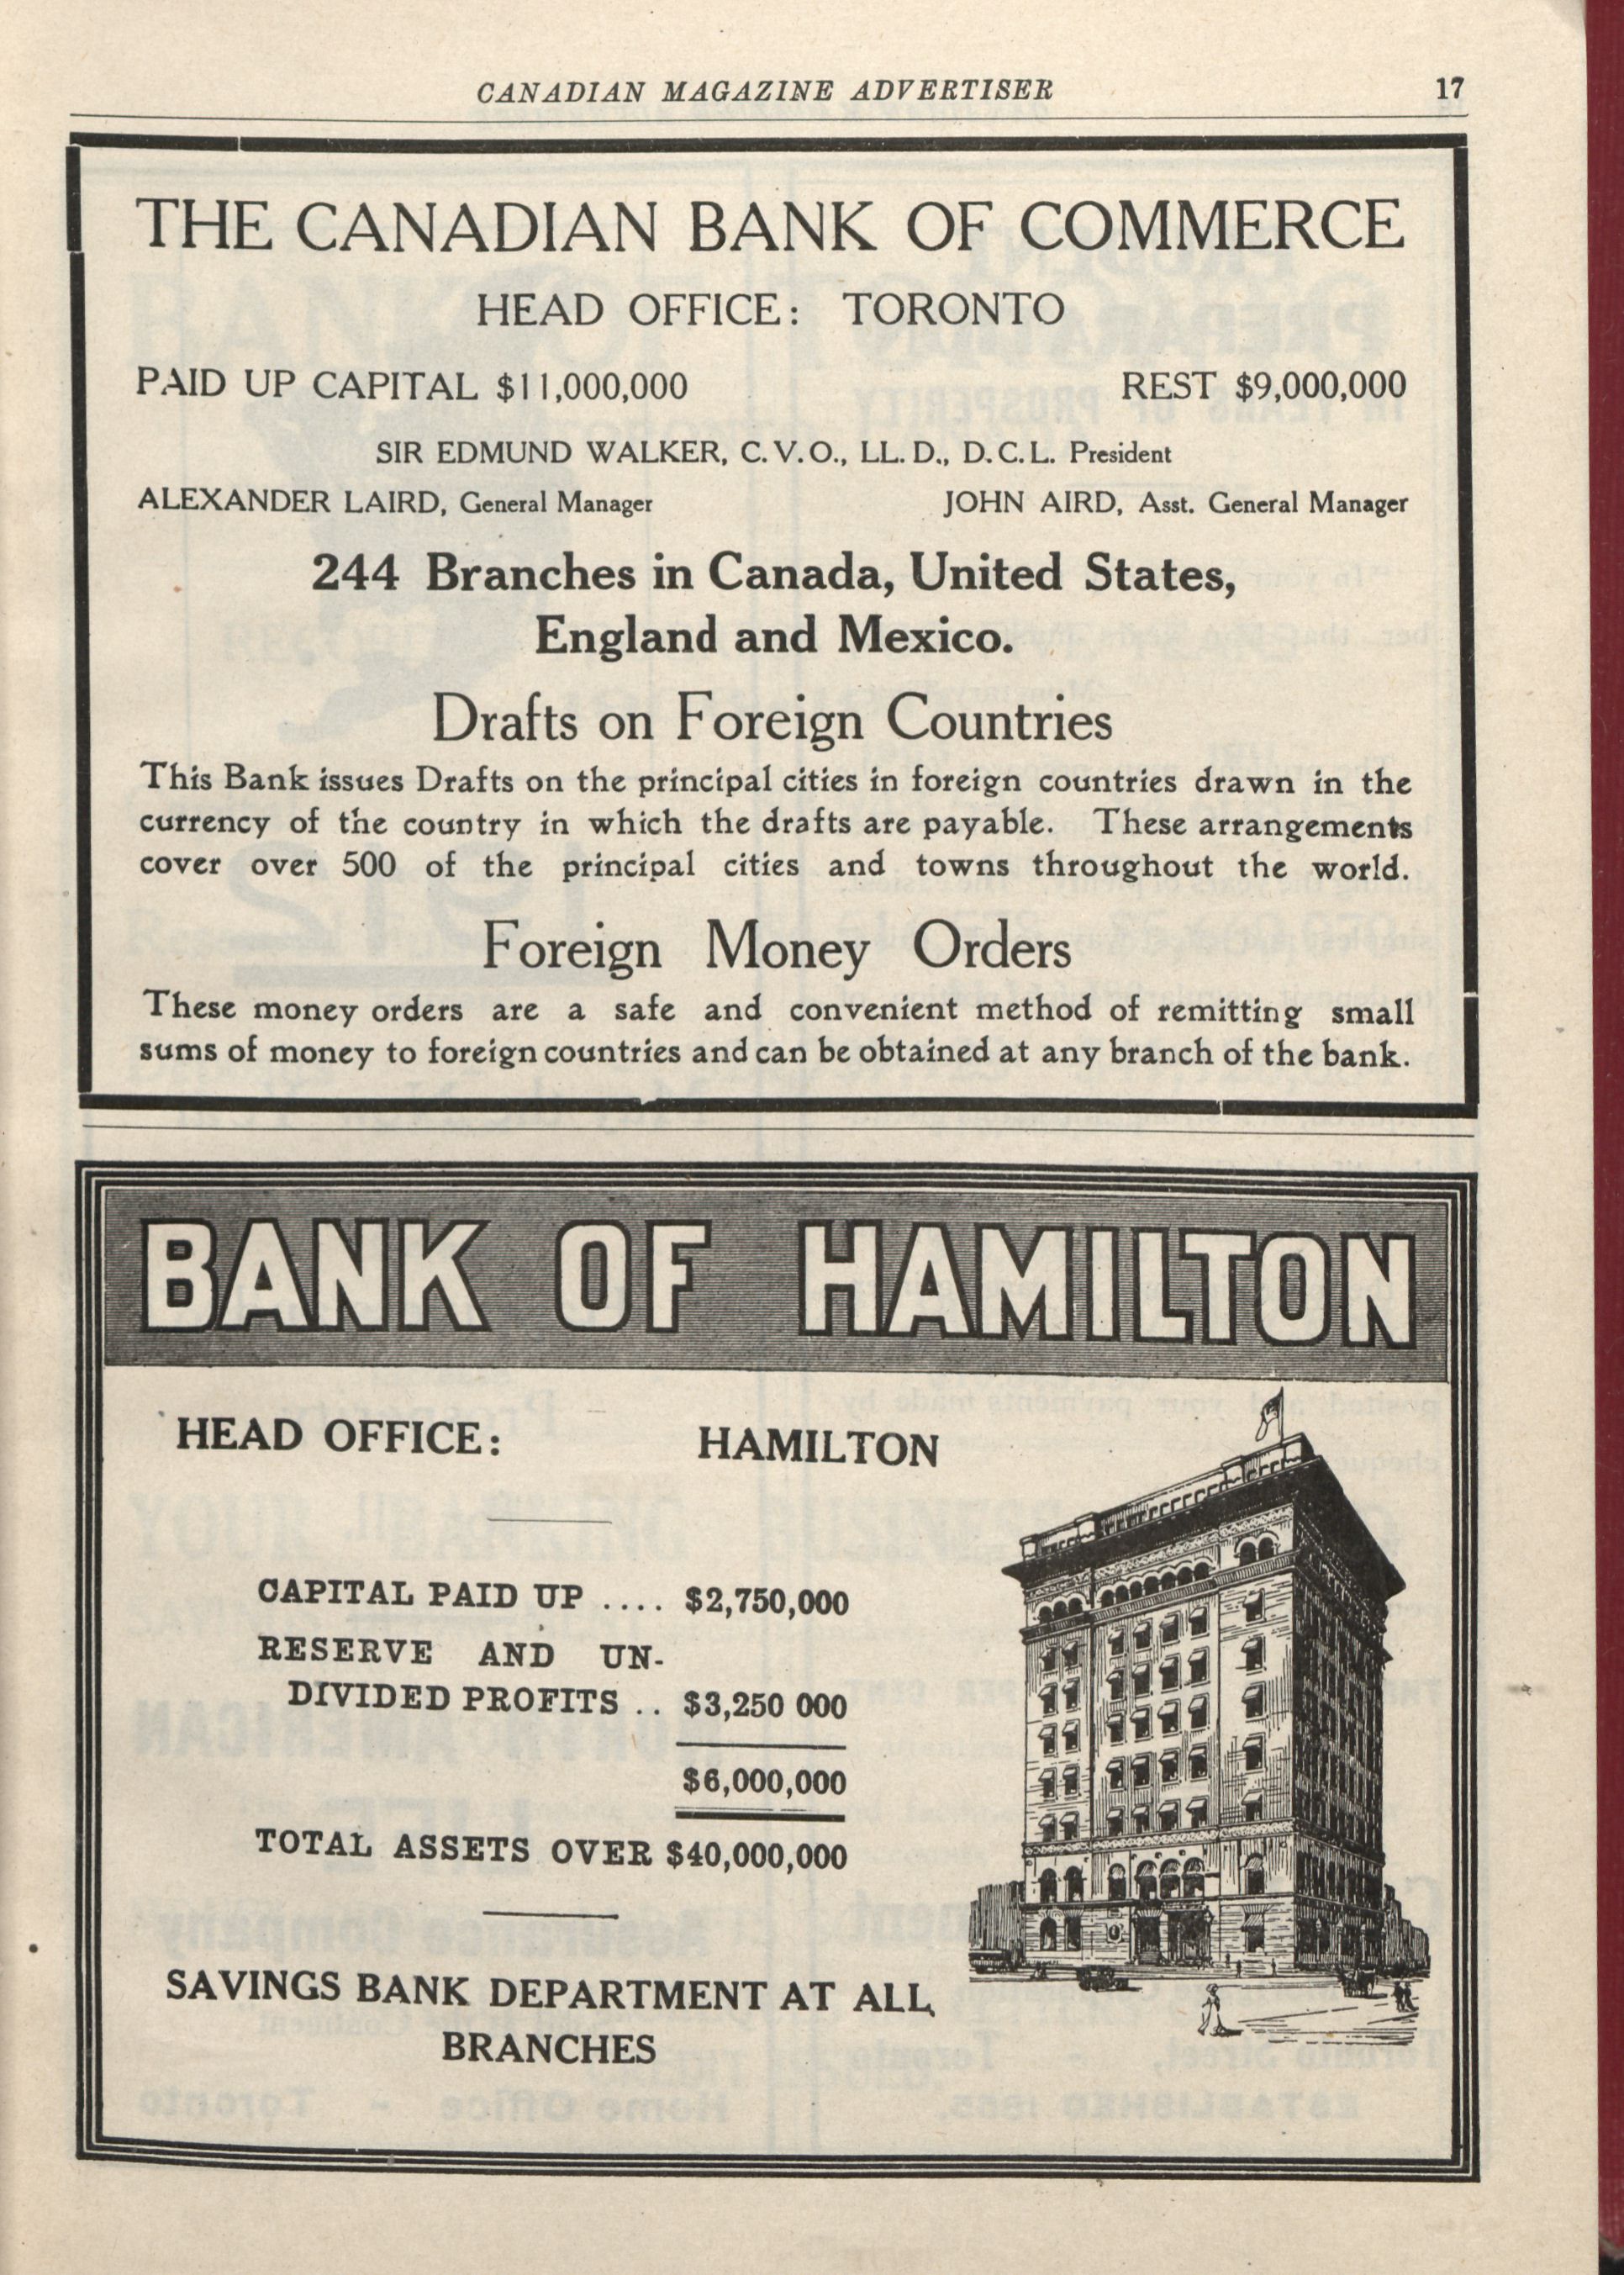 CANADIAN MAGAZINE ADVERTISER 17
THE CANADIAN BANK OF COMMERCE
HEAD OFFICE: TORONTO
PAID UP CAPITAL $11,000,000 REST $9,000,000
SIR EDMUND WALKER, C.V.O., LL.D., D.C.L. President
ALEXANDER LAIRD, General Manager JOHN AIRD, Asst. General Manager
244 Branches in Canada, United States,
England and Mexico.
Drafts on Foreign Countries
This Bank issues Drafts on the principal cities in foreign countries drawn in the
currency of the country in which the drafts are payable. These arrangements
cover over 500 of the principal cities and towns throughout the world.
Foreign Money Orders
These money orders are a safe and convenient method of remitting small
sums of money to foreign countries and can be obtained at any branch of the bank.
BANK OF HAMILTON
HEAD OFFICE: HAMILTON
CAPITAL PAID UP .... $2,750,000
RESERVE AND UN-
DIVIDED PROFITS .. $3,250 000
$6,000,000
TOTAL ASSETS OVER $40,000,000
SAVINGS BANK DEPARTMENT AT ALL
BRANCHES